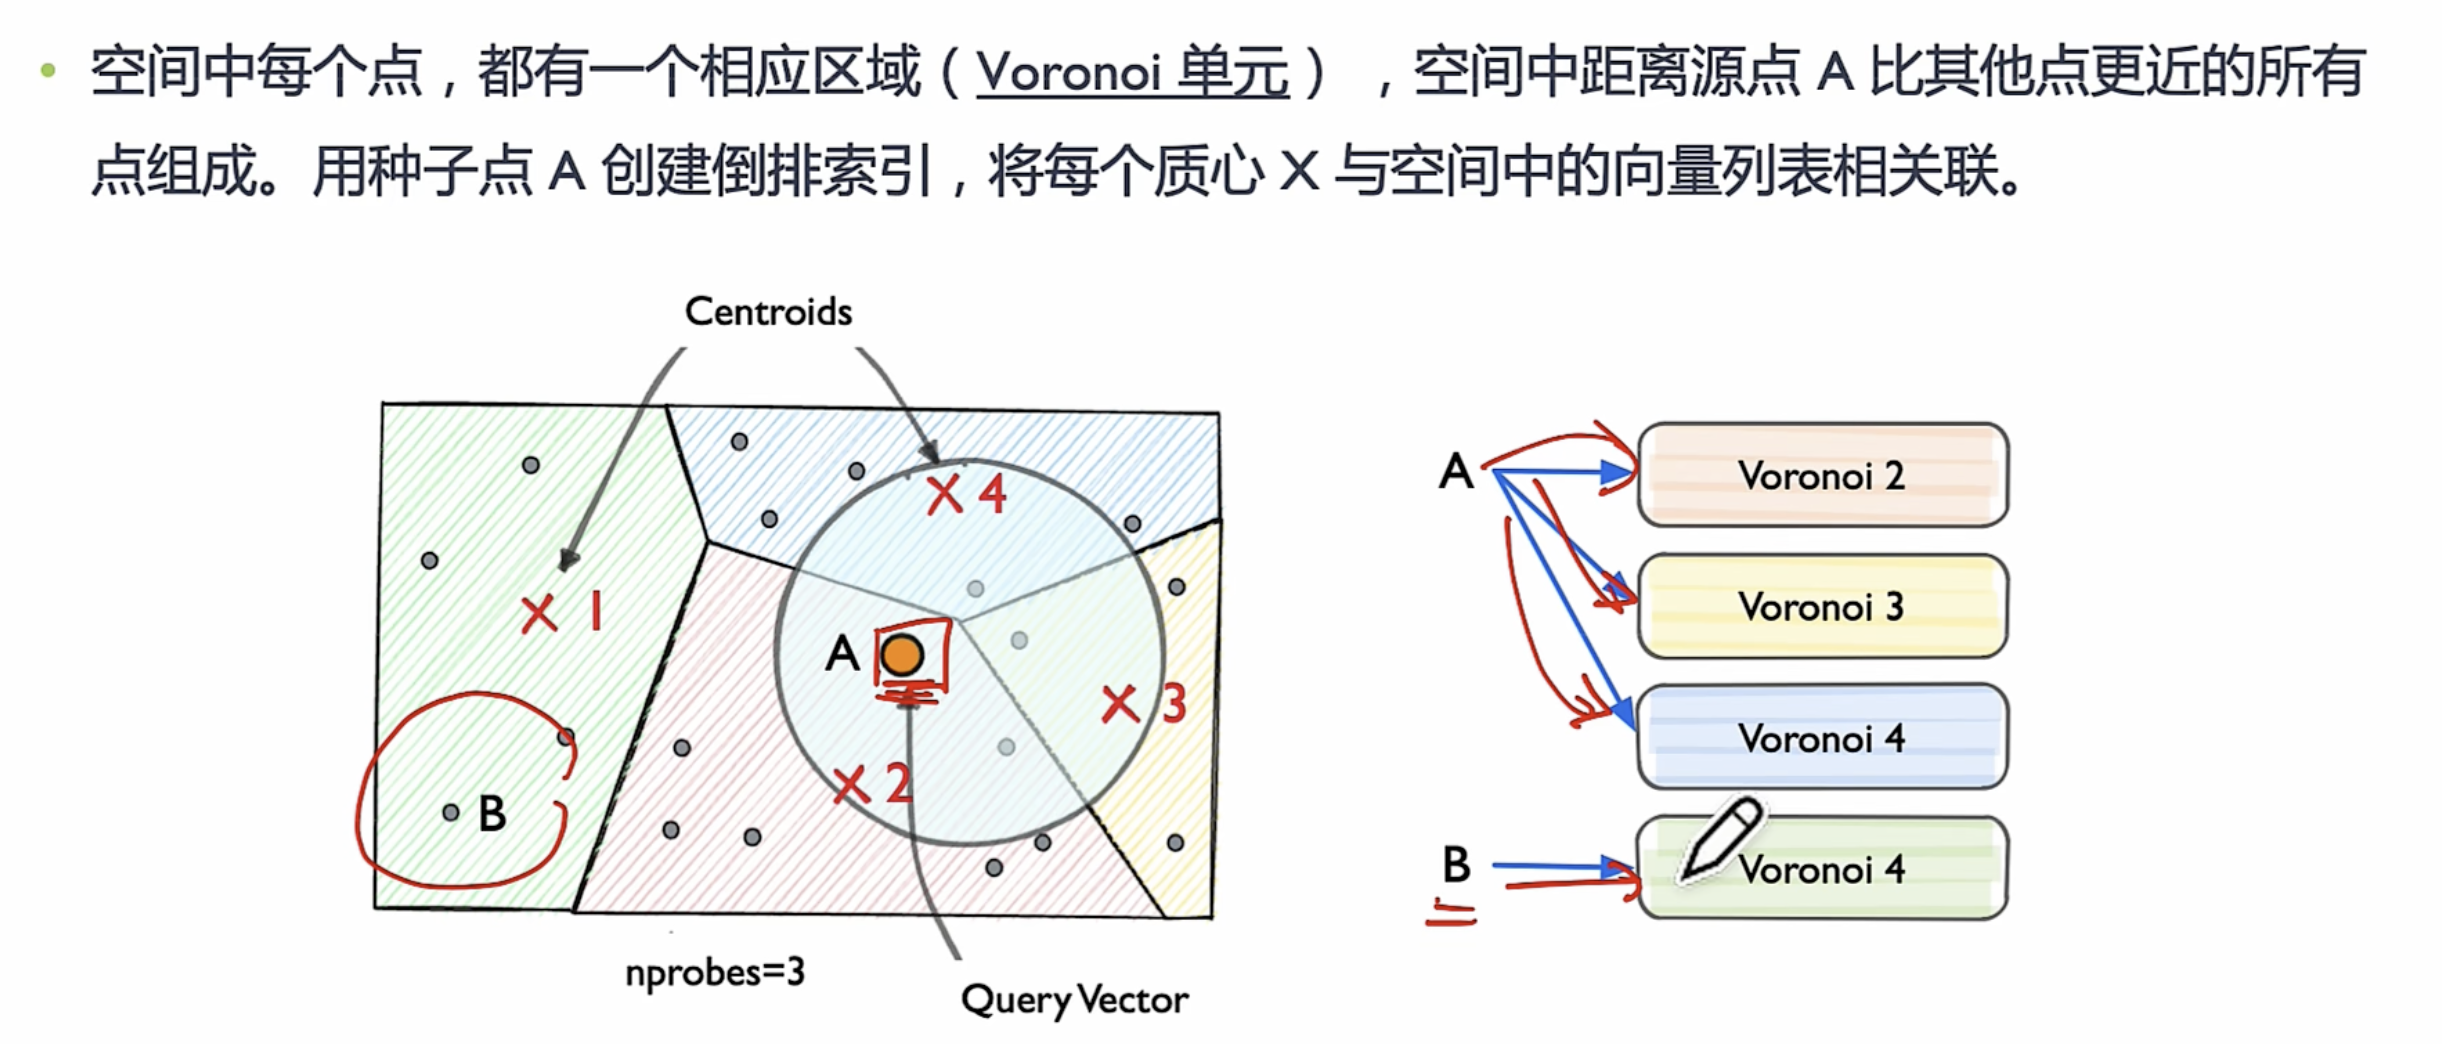 空间中每个点，都有一个相应区域（Voronoi 单元），空间中距离源点 A 比其他点更近的所有
点组成。用种子点 A 创建倒排索引，将每个质心 X 与空间中的向量列表相关联。
Centroids
4
1
A
3
2
B
nprobes=3
Query Vector
A
Voronoi 2
Voronoi 3
Voronoi 4
B
Voronoi 4